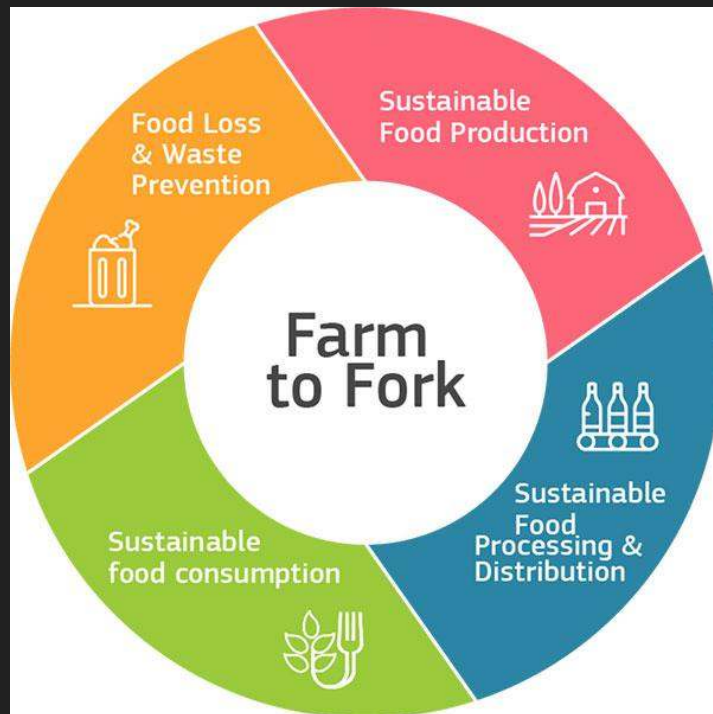 Food Loss
& Waste
Prevention
Sustainable
Food Production
Farm
to Fork
Sustainable
Food
Processing &
Distribution
Sustainable
food consumption